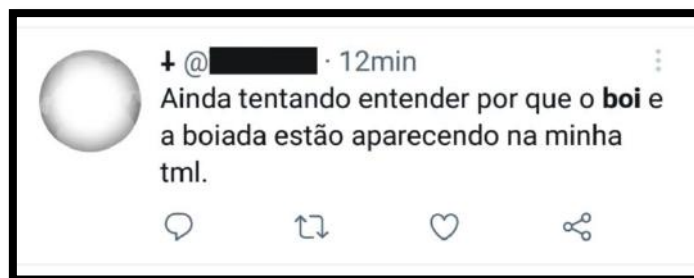 ⸸ @ · 12min
Ainda tentando entender por que o boi e
a boiada estão aparecendo na minha
tml.